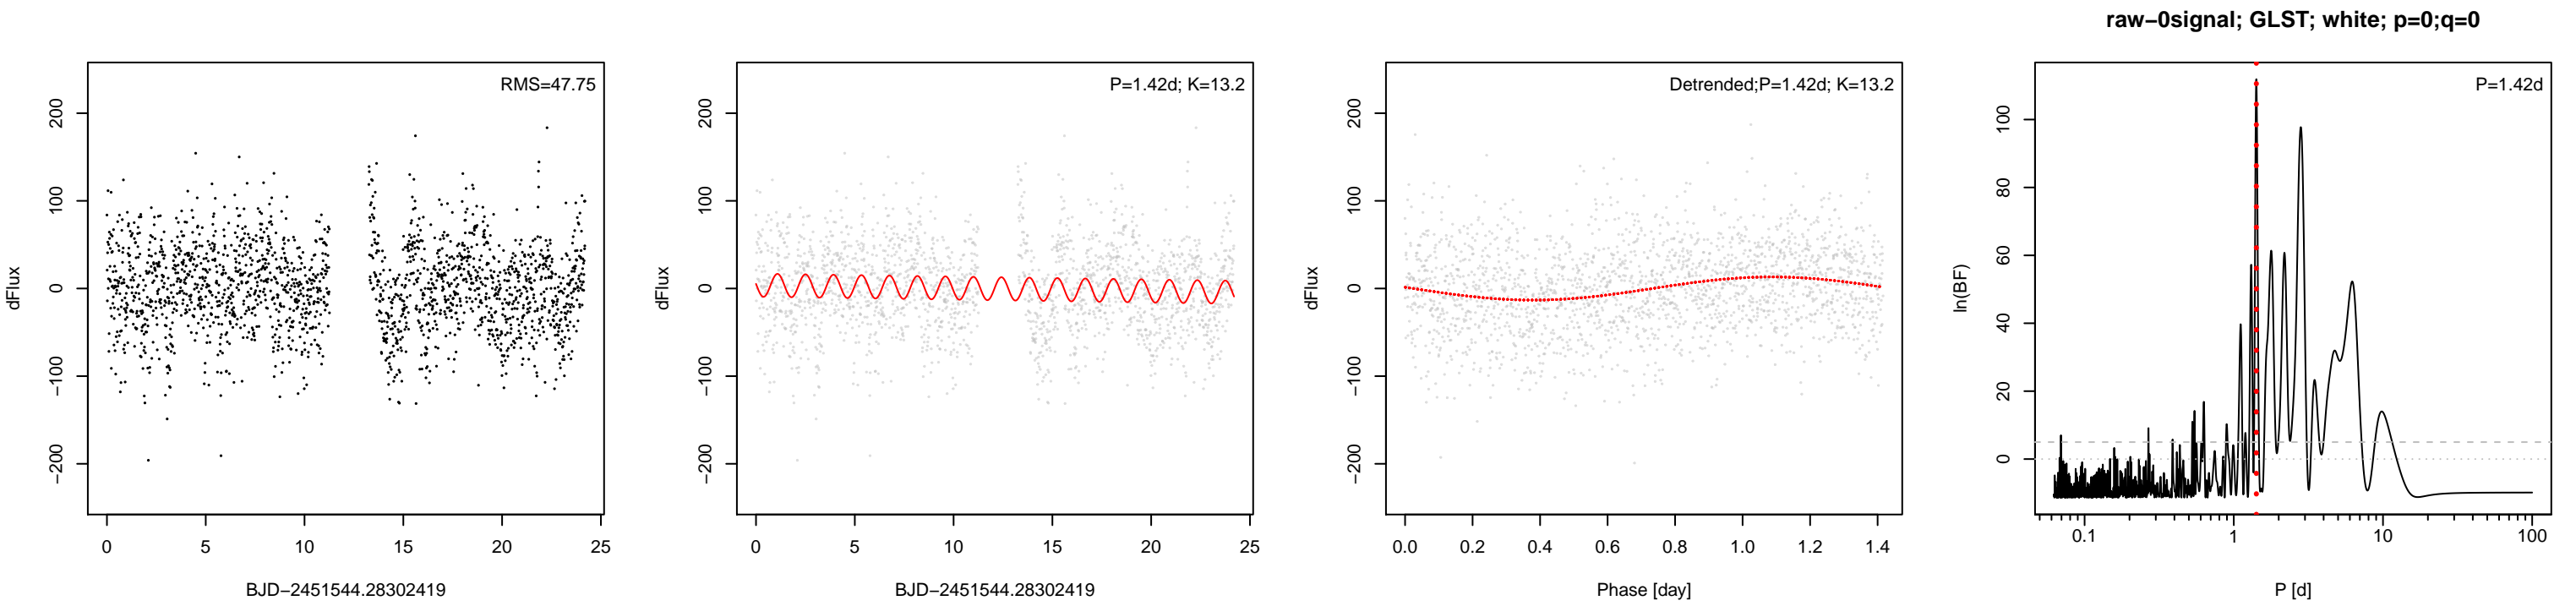 raw−0signal; GLST; white; p=0;q=0
RMS=47.75
dFlux
200
100
0
−100
−200
0 5 10 15 20 25
BJD−2451544.28302419
P=1.42d; K=13.2
dFlux
200
100
0
−100
−200
0 5 10 15 20 25
BJD−2451544.28302419
Detrended;P=1.42d; K=13.2
dFlux
200
100
0
−100
−200
0.0 0.2 0.4 0.6 0.8 1.0 1.2 1.4
Phase [day]
P=1.42d
ln(BF)
100
80
60
40
20
0
0.1 1 10 100
P [d]